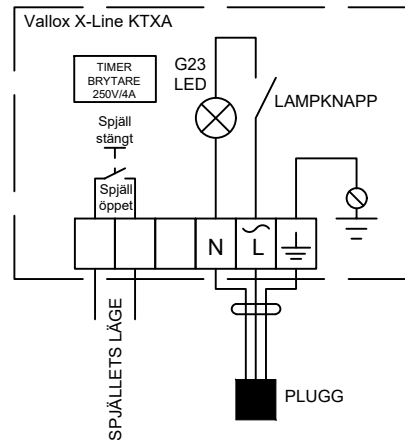 Vallox X-Line KTXA
TIMER
BRYTARE
250V/4A
G23
LED
LAMPKNAPP
Spjäll
stängt
Spjäll
öppet
N
L
SPJÄLLETS LÄGE
PLUGG